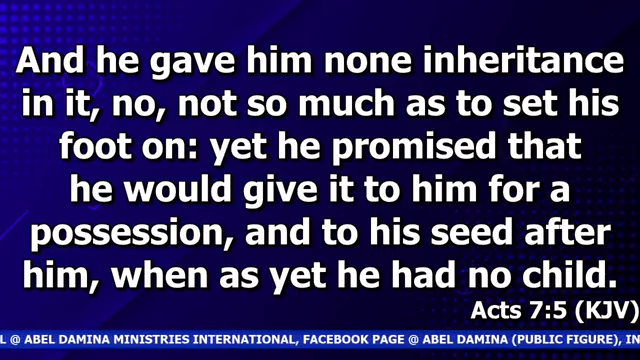 And he gave him none inheritance
in it, no, not so much as to set his
foot on: yet he promised that
he would give it to him for a
possession, and to his seed after
him, when as yet he had no child.
Acts 7:5 (KJV)
L @ ABEL DAMINA MINISTRIES INTERNATIONAL, FACEBOOK PAGE @ ABEL DAMINA (PUBLIC FIGURE), IN